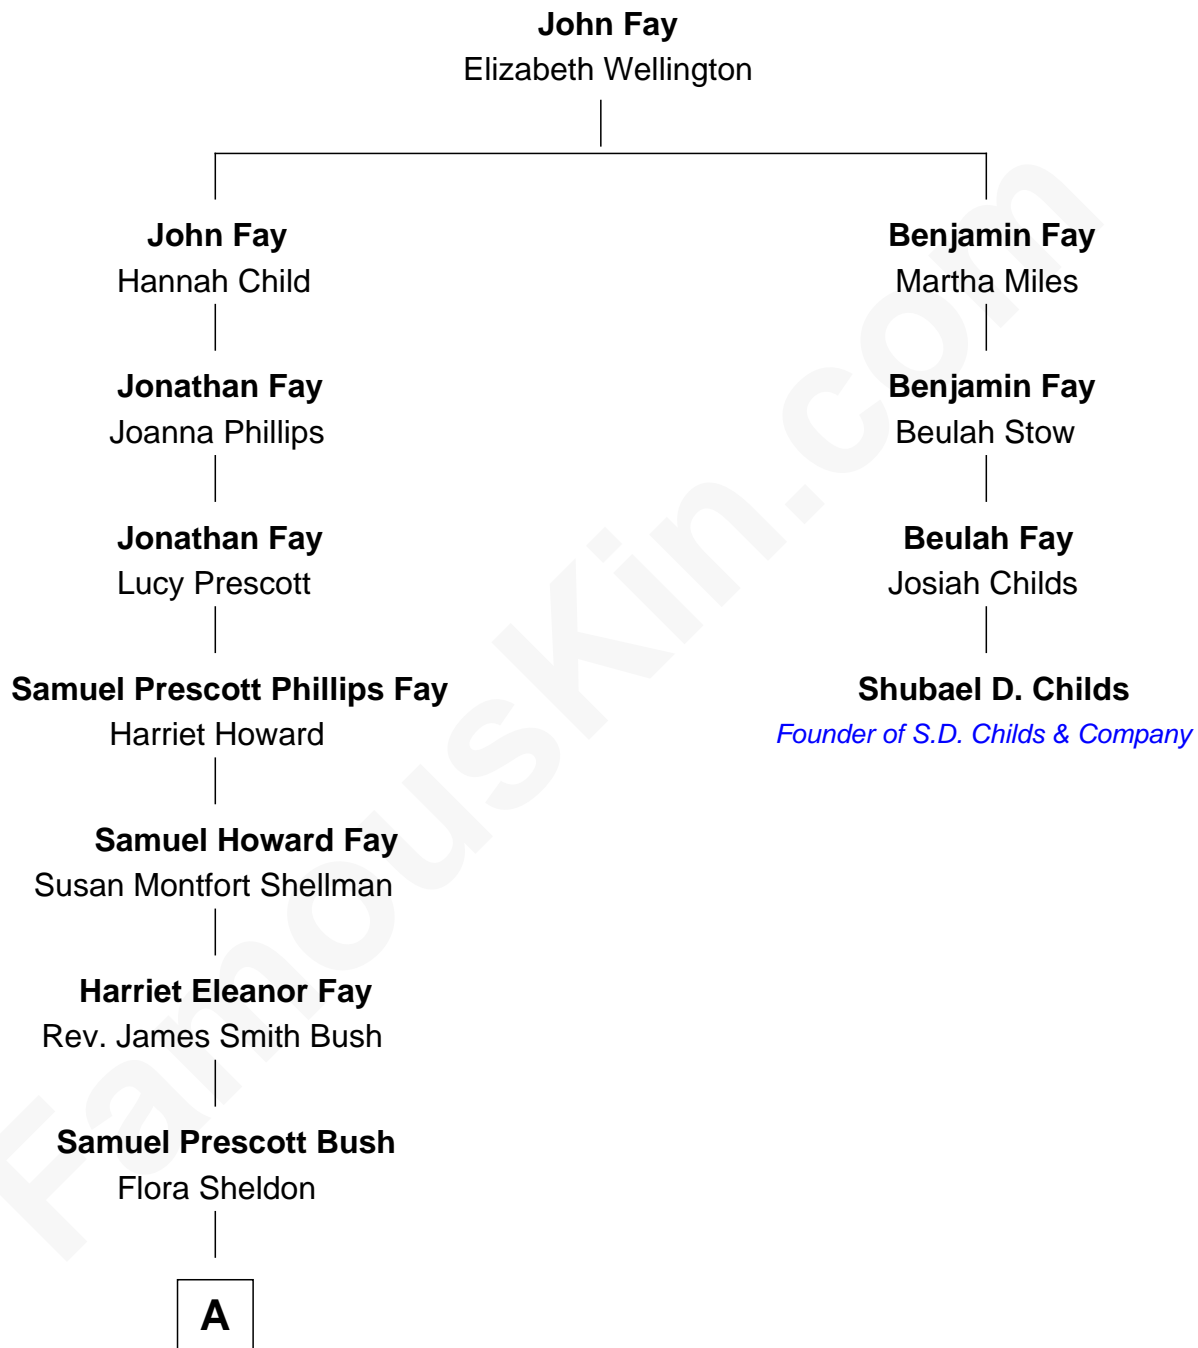 John Fay
Elizabeth Wellington
John Fay
Hannah Child
Jonathan Fay
Joanna Phillips
Jonathan Fay
Lucy Prescott
Samuel Prescott Phillips Fay
Harriet Howard
Samuel Howard Fay
Susan Montfort Shellman
Harriet Eleanor Fay
Rev. James Smith Bush
Samuel Prescott Bush
Flora Sheldon
A
Benjamin Fay
Martha Miles
Benjamin Fay
Beulah Stow
Beulah Fay
Josiah Childs
Shubael D. Childs
Founder of S.D. Childs & Company
FamousKin.com